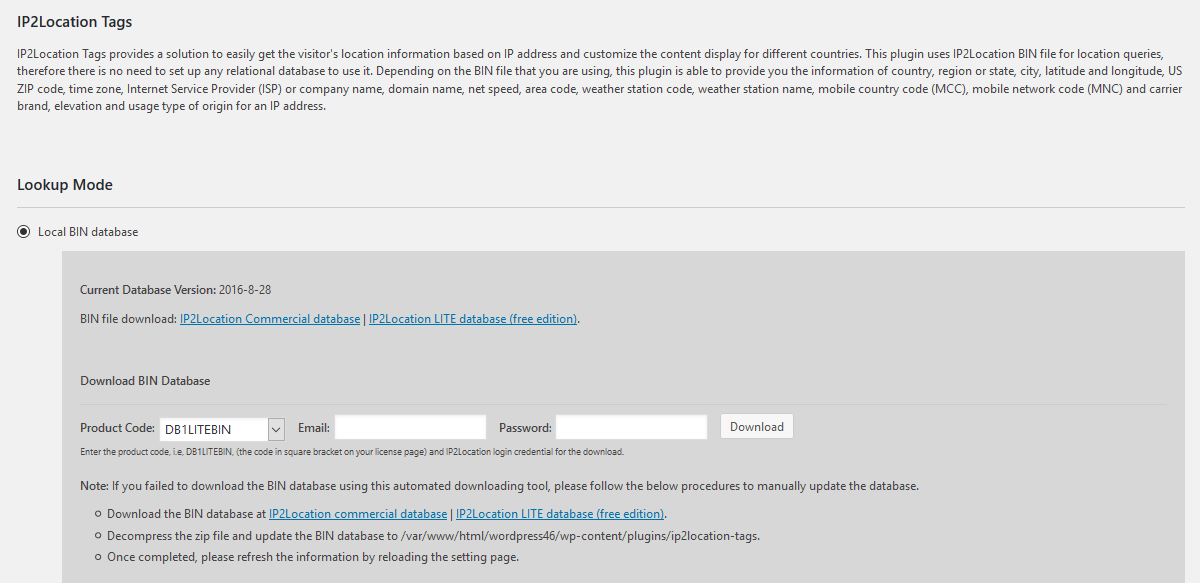 IP2Location Tags
IP2Location Tags provides a solution to easily get the visitor's location information based on IP address and customize the content display for different countries. This plugin uses IP2Location BIN file for location queries,
therefore there is no need to set up any relational database to use it. Depending on the BIN file that you are using, this plugin is able to provide you the information of country, region or state, city, latitude and longitude, US
ZIP code, time zone, Internet Service Provider (ISP) or company name, domain name, net speed, area code, weather station code, weather station name, mobile country code (MCC), mobile network code (MNC) and carrier
brand, elevation and usage type of origin for an IP address.
Lookup Mode
Local BIN database
Current Database Version: 2016-8-28
BIN file download: IP2Location Commercial database | IP2Location LITE database (free edition).
Download BIN Database
Product Code: DB1LITEBIN Email: Password: Download
Enter the product code, i.e, DB1LITEBIN, (the code in square bracket on your license page) and IP2Location login credential for the download.
Note: If you failed to download the BIN database using this automated downloading tool, please follow the below procedures to manually update the database.
Download the BIN database at IP2Location commercial database | IP2Location LITE database (free edition).
Decompress the zip file and update the BIN database to /var/www/html/wordpress46/wp-content/plugins/ip2location-tags.
Once completed, please refresh the information by reloading the setting page.